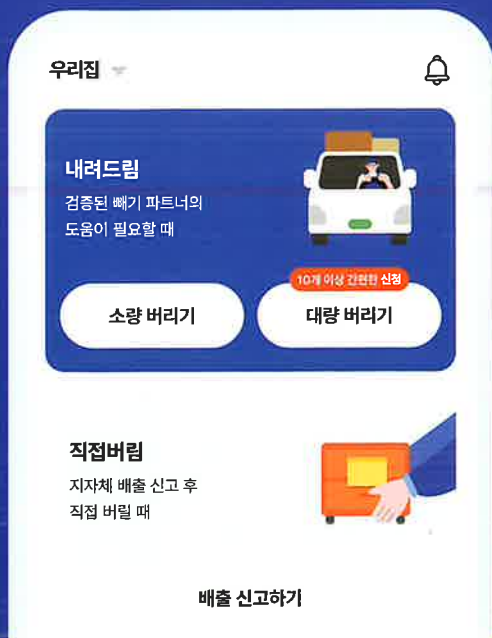 우리집
내려드림
검증된 빼기 파트너의
도움이 필요할 때
10개 이상 간편한 신청
소량 버리기
대량 버리기
직접버림
지자체 배출 신고 후
직접 버릴 때
배출 신고하기